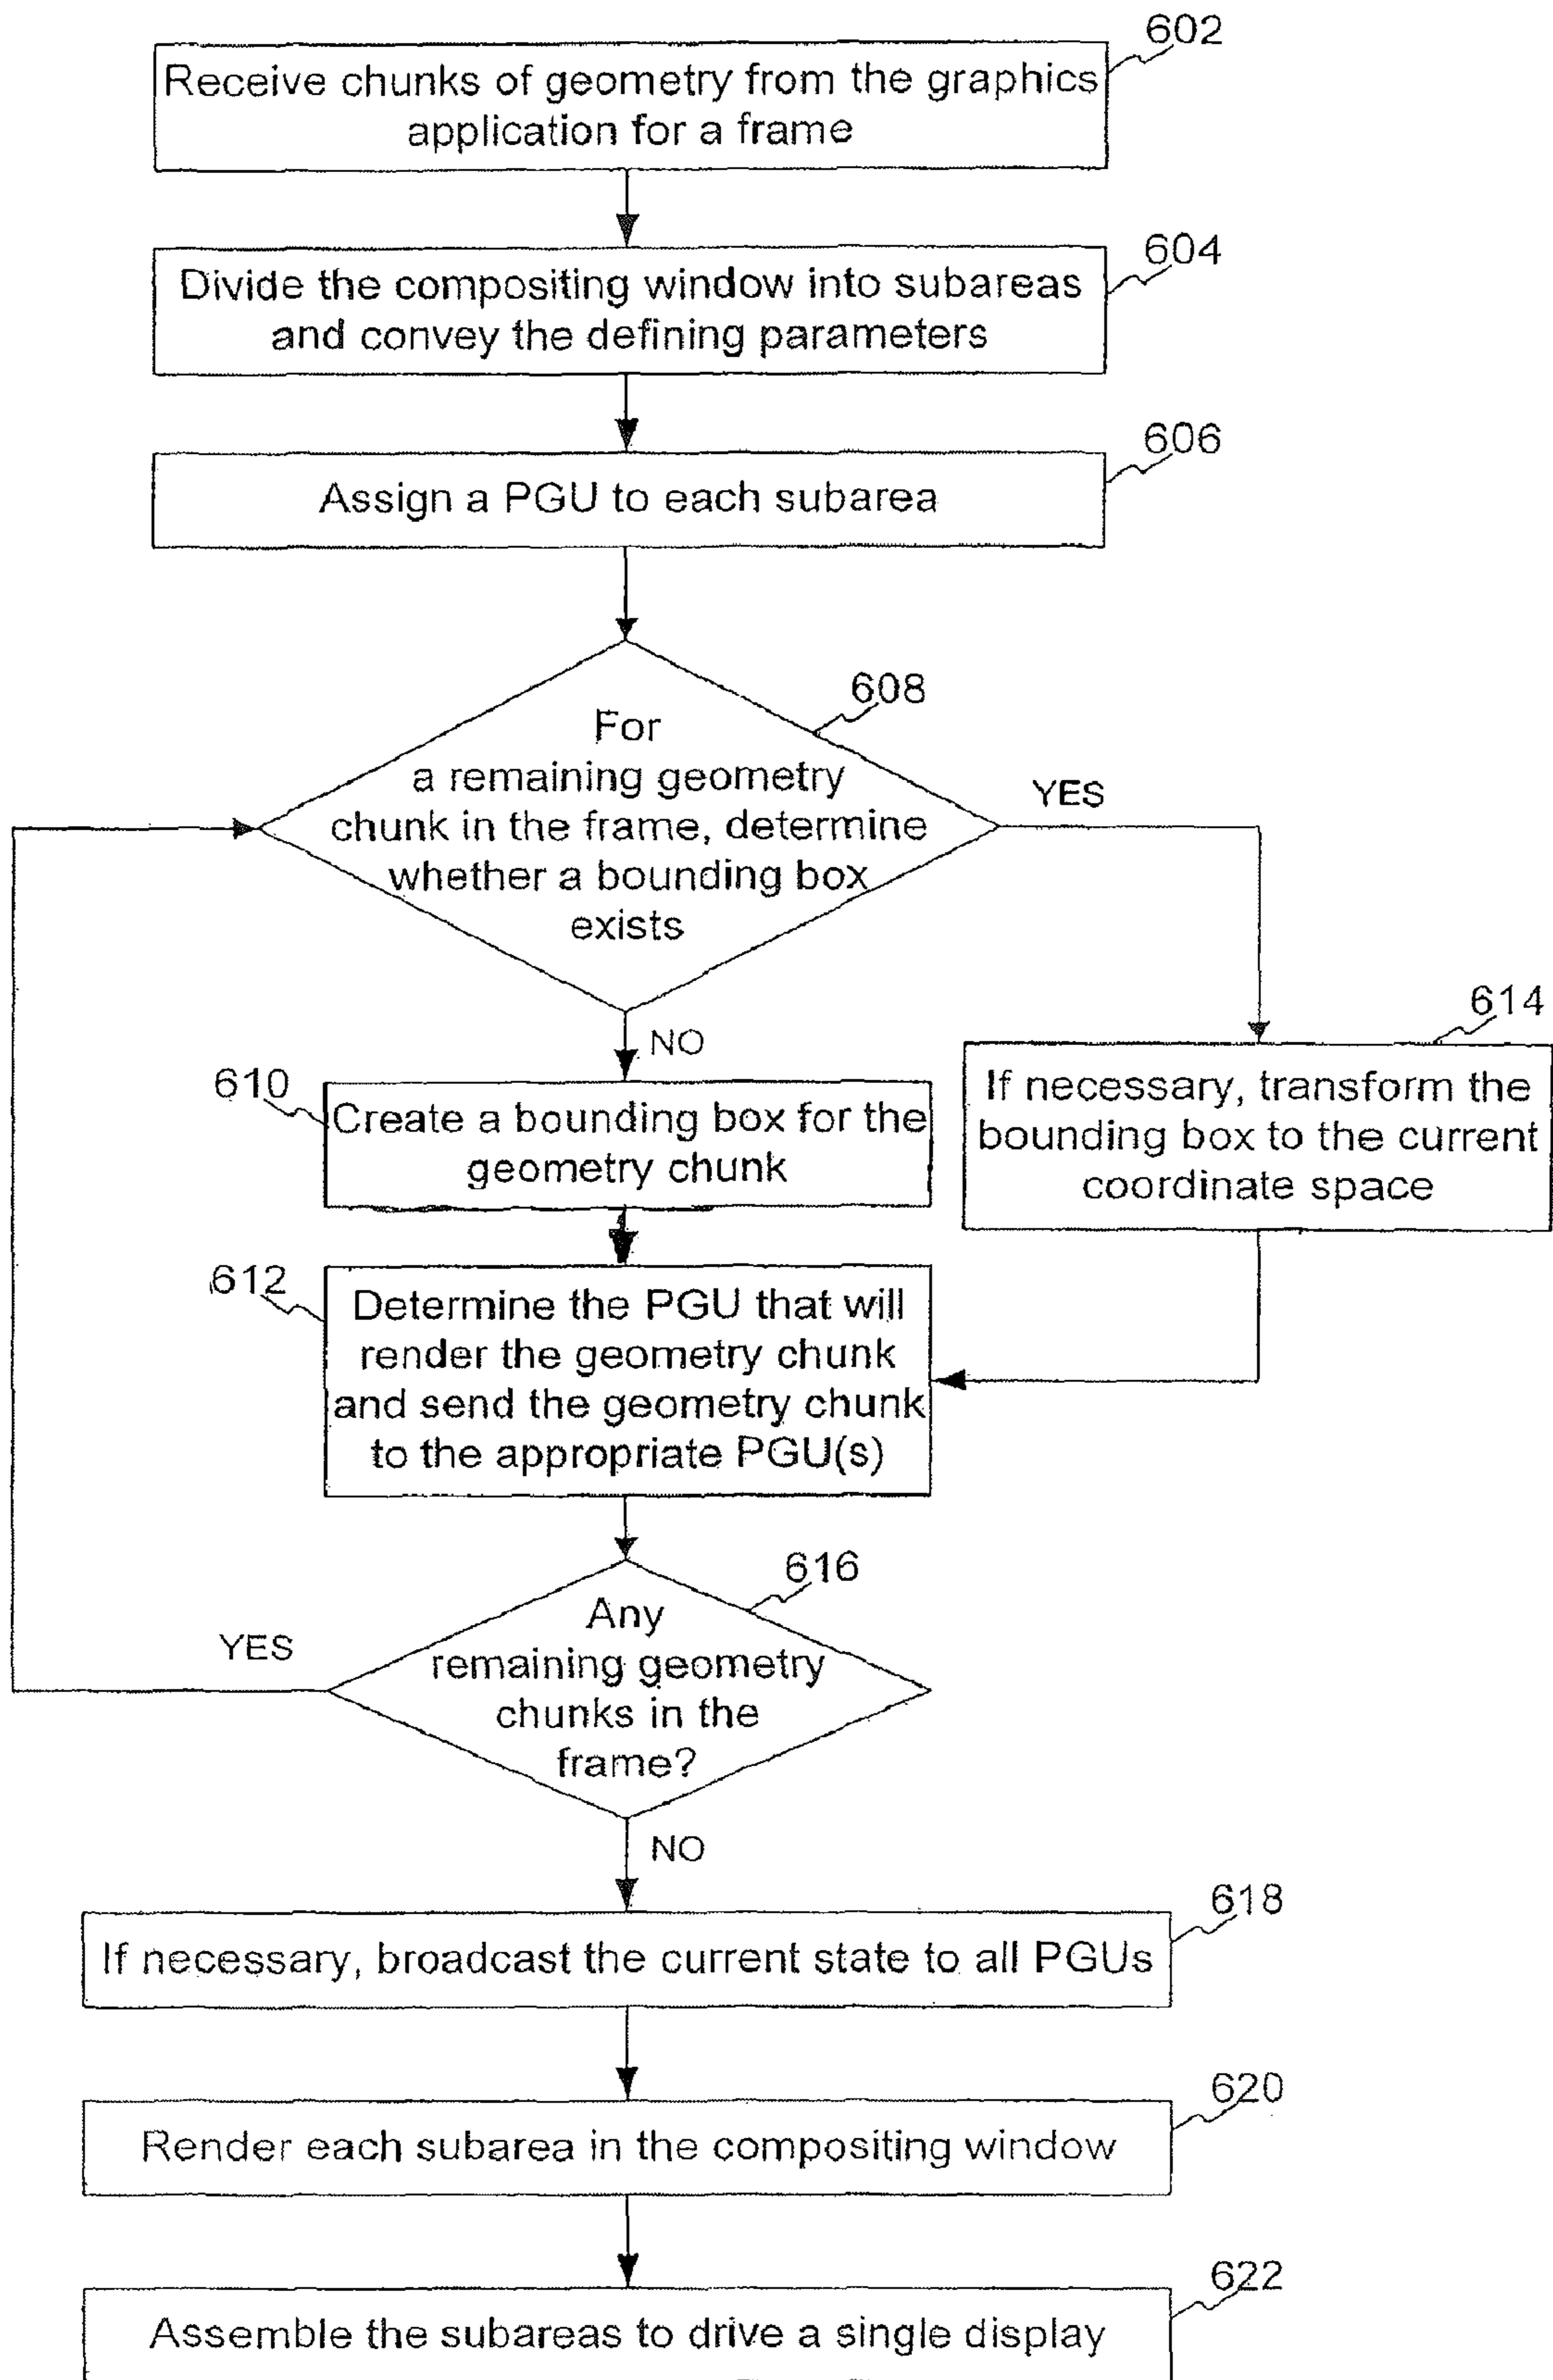 602
Receive chunks of geometry from the graphics
application for a frame
604
Divide the compositing window into subareas
and convey the defining parameters
606
Assign a PGU to each subarea
608
For
a remaining geometry
chunk in the frame, determine
whether a bounding box
exists
YES
NO
614
If necessary, transform the
bounding box to the current
coordinate space
610
Create a bounding box for the
geometry chunk
612
Determine the PGU that will
render the geometry chunk
and send the geometry chunk
to the appropriate PGU(s)
616
Any
remaining geometry
chunks in the
frame?
YES
NO
618
If necessary, broadcast the current state to all PGUs
620
Render each subarea in the compositing window
622
Assemble the subareas to drive a single display